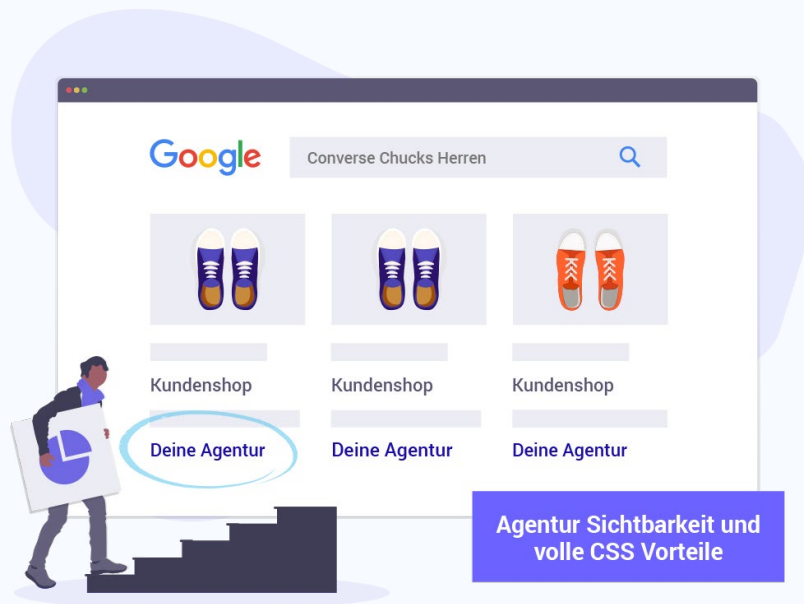 Google
Converse Chucks Herren
Kundenshop
Kundenshop
Kundenshop
Deine Agentur
Deine Agentur
Deine Agentur
Agentur Sichtbarkeit und
volle CSS Vorteile